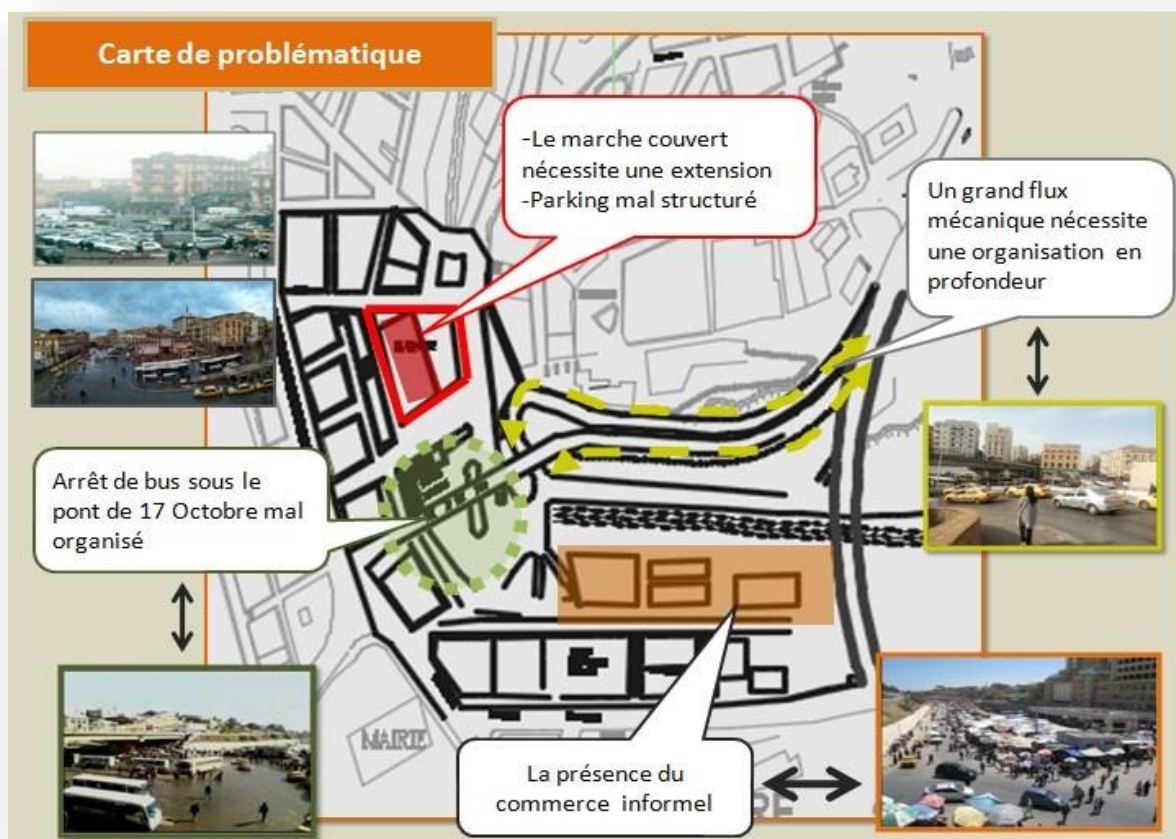 Carte de problématique
-Le marche couvert
nécessite une extension
-Parking mal structuré
Un grand flux
mécanique nécessite
une organisation en
profondeur
Arrêt de bus sous le
pont de 17 Octobre mal
organisé
MAIRIE
La présence du
commerce informel